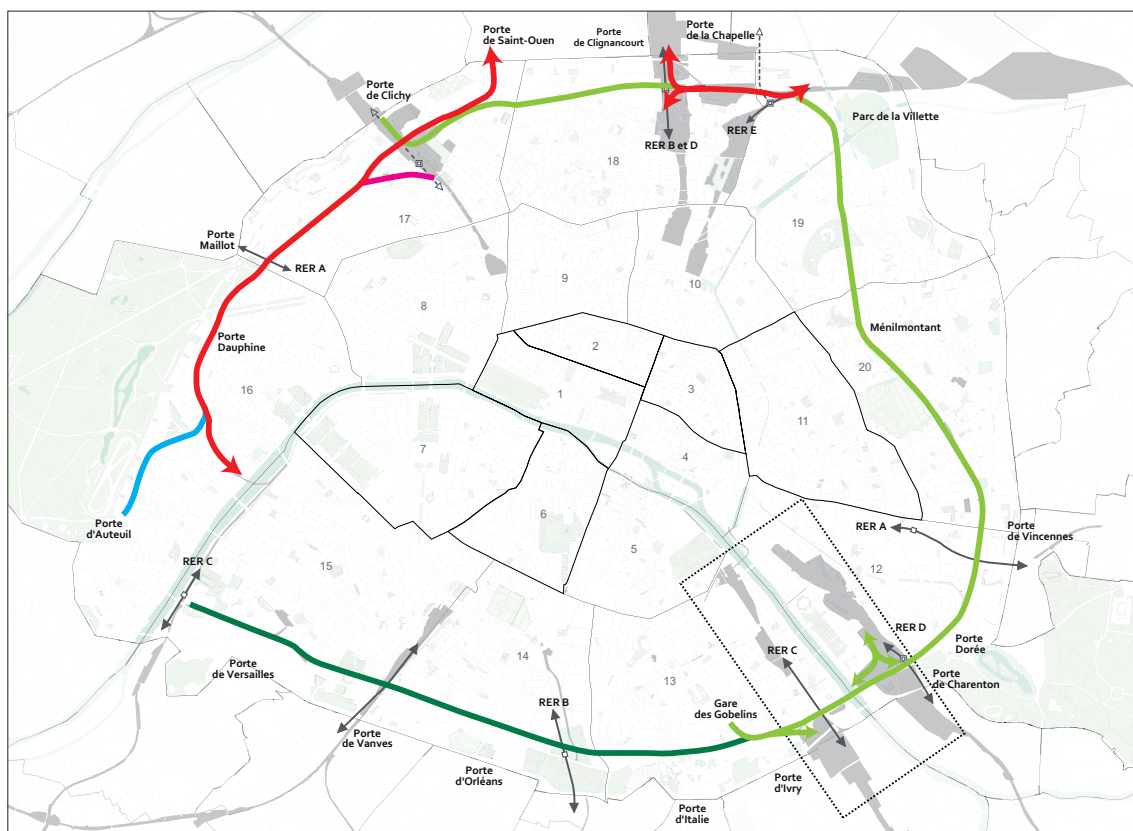 Porte
de Saint-Ouen
Porte
de Clignancourt
Porte
de la Chapelle
Porte
de Clichy
Parc de la Villette
RER E
RER B et D
18
17
19
Porte
Maillot
RER A
9
10
8
Ménilmontant
Porte
Dauphine
2
20
16
3
1
11
7
4
Porte
d'Auteuil
6
RER A
Porte
de Vincennes
5
RER C
15
12
RER D
Porte
Dorée
14
RER C
Porte
de Versailles
13
Porte
de Charenton
RER B
Gare
des Gobelins
Porte
de Vanves
Porte
d'Orléans
Porte
d'Ivry
Porte
d'Italie